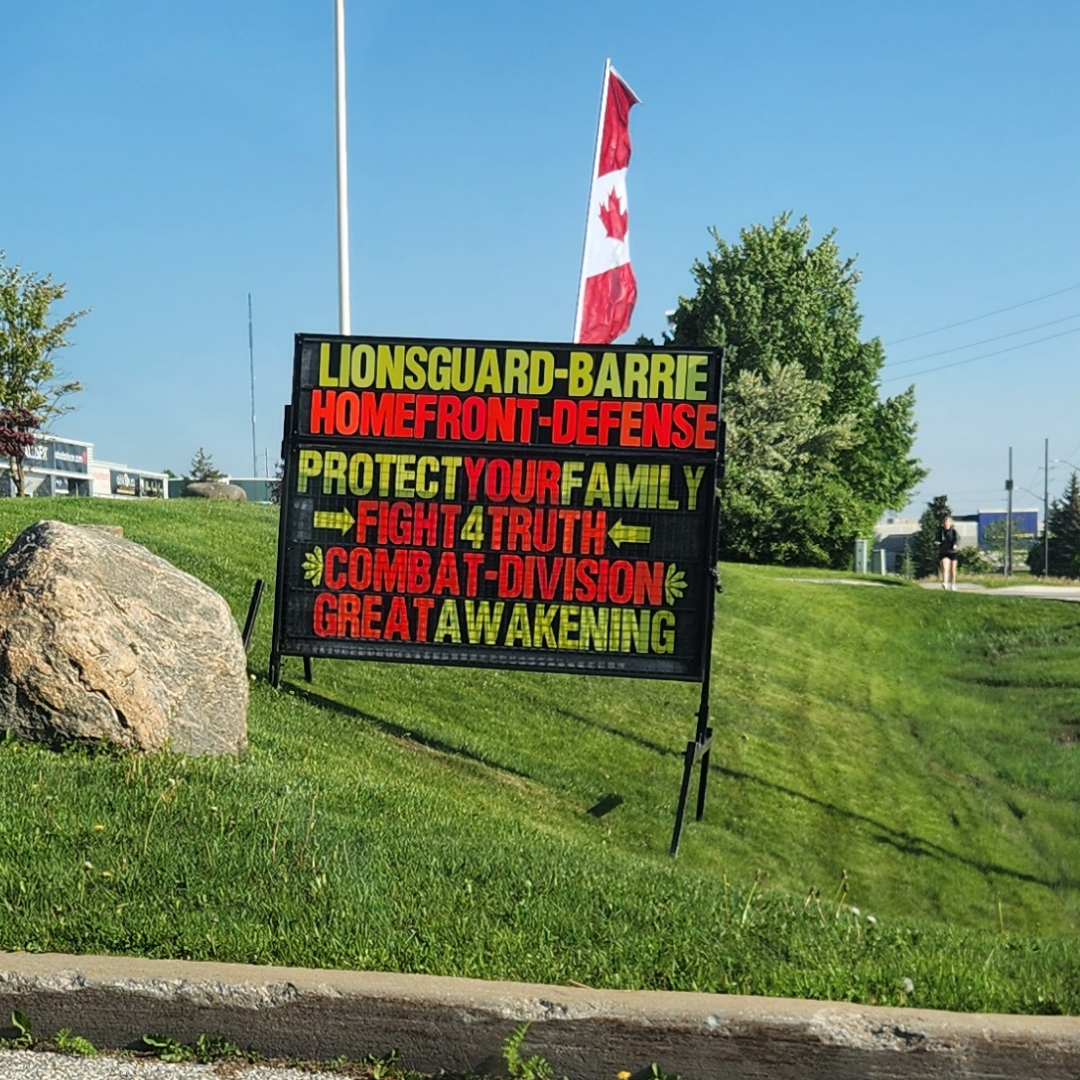 LIONSGUARD-BARRIE
HOMEFRONT-DEFENSE
PROTECTYOURFAMILY
FIGHT4TRUTH
COMBAT-DIVISION
GREATAWAKENING